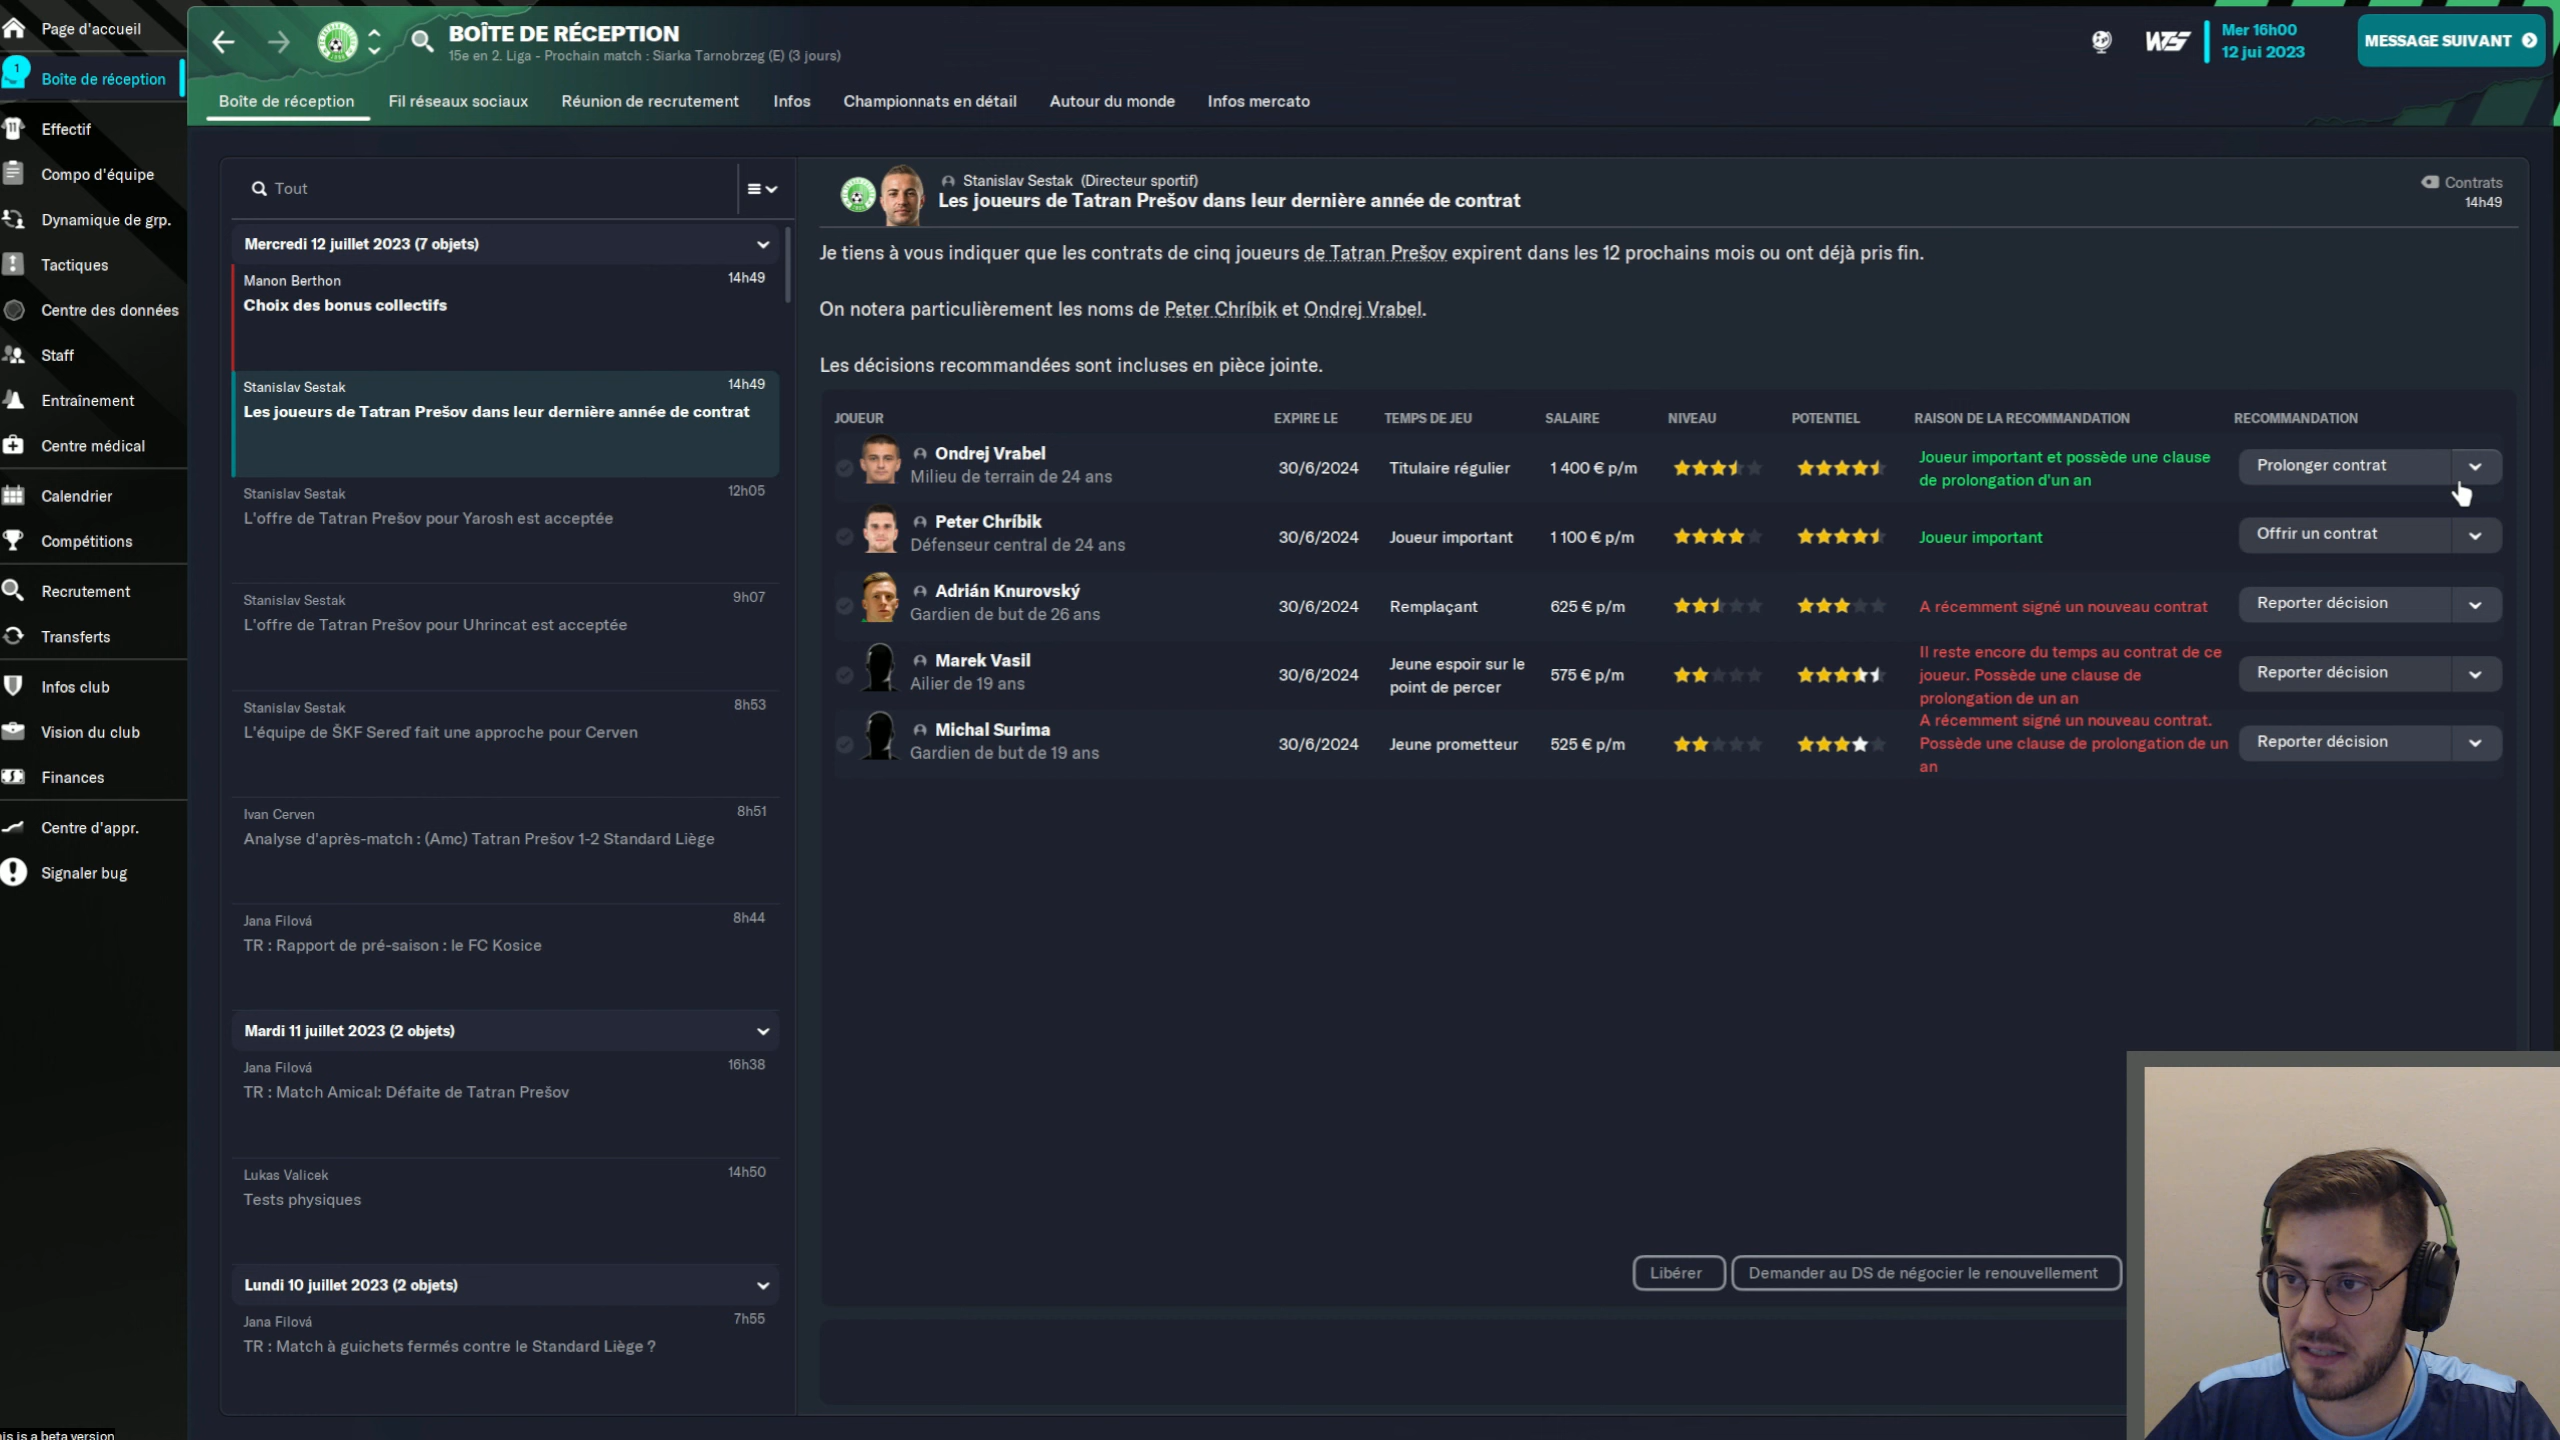 Page d'accueil
1
Boîte de réception
Effectif
Compo d'équipe
Dynamique de grp.
Tactiques
Centre des données
Staff
Entraînement
Centre médical
Calendrier
Compétitions
Recrutement
Transferts
Infos club
Vision du club
Finances
Centre d'appr.
Signaler bug
is is a beta version
BOÎTE DE RÉCEPTION
15e en 2. Liga - Prochain match : Siarka Tarnobrzeg (E) (3 jours)
Mer 16h00
12 jui 2023
MESSAGE SUIVANT
Boîte de réception
Fil réseaux sociaux
Réunion de recrutement
Infos
Championnats en détail
Autour du monde
Infos mercato
Tout
Mercredi 12 juillet 2023 (7 objets)
Manon Berthon 14h49
Choix des bonus collectifs
Stanislav Sestak 14h49
Les joueurs de Tatran Prešov dans leur dernière année de contrat
Stanislav Sestak 12h05
L'offre de Tatran Prešov pour Yarosh est acceptée
Stanislav Sestak 9h07
L'offre de Tatran Prešov pour Uhrincat est acceptée
Stanislav Sestak 8h53
L'équipe de ŠKF Sereď fait une approche pour Cerven
Ivan Cerven 8h51
Analyse d'après-match : (Amc) Tatran Prešov 1-2 Standard Liège
Jana Filová 8h44
TR : Rapport de pré-saison : le FC Kosice
Mardi 11 juillet 2023 (2 objets)
Jana Filová 16h38
TR : Match Amical: Défaite de Tatran Prešov
Lukas Valicek 14h50
Tests physiques
Lundi 10 juillet 2023 (2 objets)
Jana Filová 7h55
TR : Match à guichets fermés contre le Standard Liège ?
Stanislav Sestak (Directeur sportif)
Les joueurs de Tatran Prešov dans leur dernière année de contrat
Contrats
14h49
Je tiens à vous indiquer que les contrats de cinq joueurs de Tatran Prešov expirent dans les 12 prochains mois ou ont déjà pris fin.
On notera particulièrement les noms de Peter Chríbik et Ondrej Vrabel.
Les décisions recommandées sont incluses en pièce jointe.
JOUEUR EXPIRE LE TEMPS DE JEU SALAIRE NIVEAU POTENTIEL RAISON DE LA RECOMMANDATION RECOMMANDATION
Ondrej Vrabel
Milieu de terrain de 24 ans
30/6/2024
Titulaire régulier
1 400 € p/m
Joueur important et possède une clause
de prolongation d'un an
Prolonger contrat
Peter Chríbik
Défenseur central de 24 ans
30/6/2024
Joueur important
1 100 € p/m
Joueur important
Offrir un contrat
Adrián Knurovský
Gardien de but de 26 ans
30/6/2024
Remplaçant
625 € p/m
A récemment signé un nouveau contrat
Reporter décision
Marek Vasil
Ailier de 19 ans
30/6/2024
Jeune espoir sur le
point de percer
575 € p/m
Il reste encore du temps au contrat de ce
joueur. Possède une clause de
prolongation de un an
Reporter décision
Michal Surima
Gardien de but de 19 ans
30/6/2024
Jeune prometteur
525 € p/m
A récemment signé un nouveau contrat.
Possède une clause de prolongation de un
an
Reporter décision
Libérer
Demander au DS de négocier le renouvellement